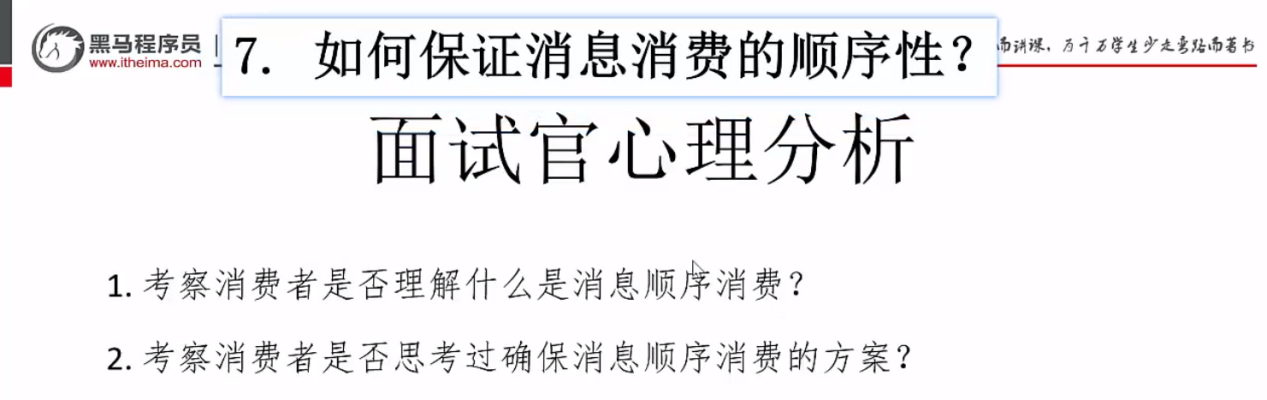 黑马程序员
www.itheima.com
7. 如何保证消息消费的顺序性?
而讲课,万千万学生少走弯路而著书
面试官心理分析
1. 考察消费者是否理解什么是消息顺序消费?
2. 考察消费者是否思考过确保消息顺序消费的方案?